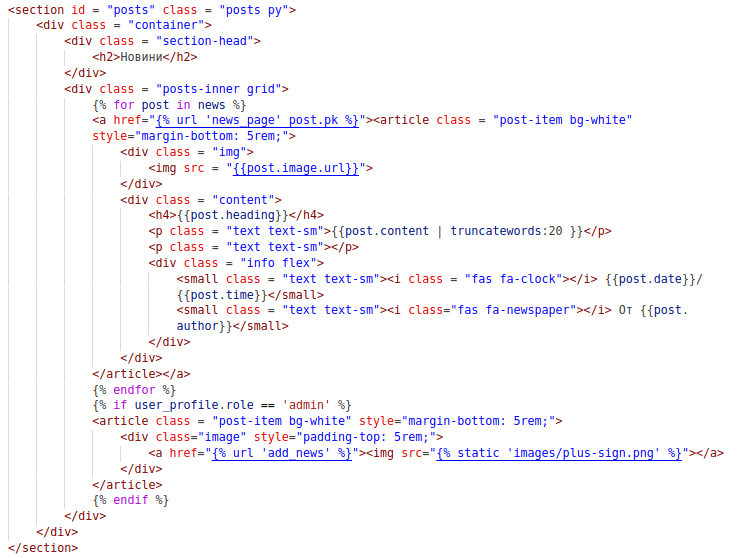 <section id = "posts" class = "posts py">
<div class = "container">
<div class = "section-head">
<h2>Новини</h2>
</div>
<div class = "posts-inner grid">
{% for post in news %}
<a href="{% url 'news_page' post.pk %}"><article class = "post-item bg-white"
style="margin-bottom: 5rem;">
<div class = "img">
<img src = "{{post.image.url}}">
</div>
<div class = "content">
<h4>{{post.heading}}</h4>
<p class = "text text-sm">{{post.content | truncatewords:20 }}</p>
<p class = "text text-sm"></p>
<div class = "info flex">
<small class = "text text-sm"><i class = "fas fa-clock"></i> {{post.date}}/
{{post.time}}</small>
<small class = "text text-sm"><i class="fas fa-newspaper"></i> От {{post.
author}}</small>
</div>
</div>
</article></a>
{% endfor %}
{% if user_profile.role == 'admin' %}
<article class = "post-item bg-white" style="margin-bottom: 5rem;">
<div class="image" style="padding-top: 5rem;">
<a href="{% url 'add_news' %}"><img src="{% static 'images/plus-sign.png' %}"></a>
</div>
</article>
{% endif %}
</div>
</div>
</section>